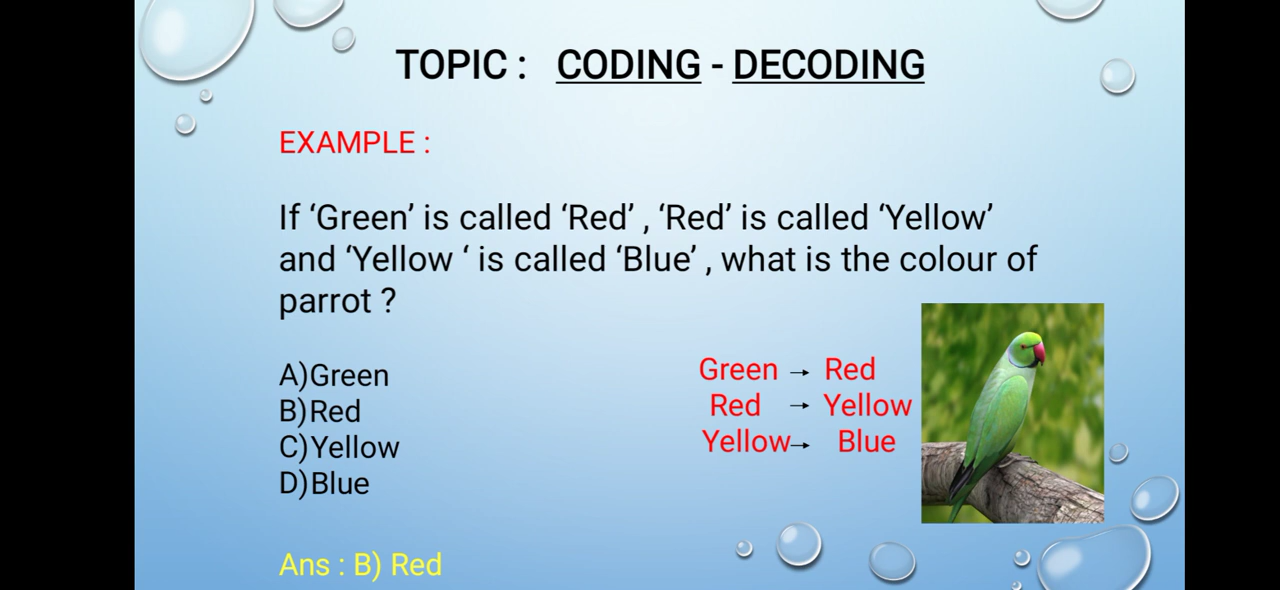 TOPIC : CODING - DECODING
EXAMPLE :
If ‘Green’ is called ‘Red’ , ‘Red’ is called ‘Yellow’
and ‘Yellow ‘ is called ‘Blue’ , what is the colour of
parrot ?
A)Green
B)Red
C)Yellow
D)Blue
Green → Red
Red → Yellow
Yellow→ Blue
Ans : B) Red